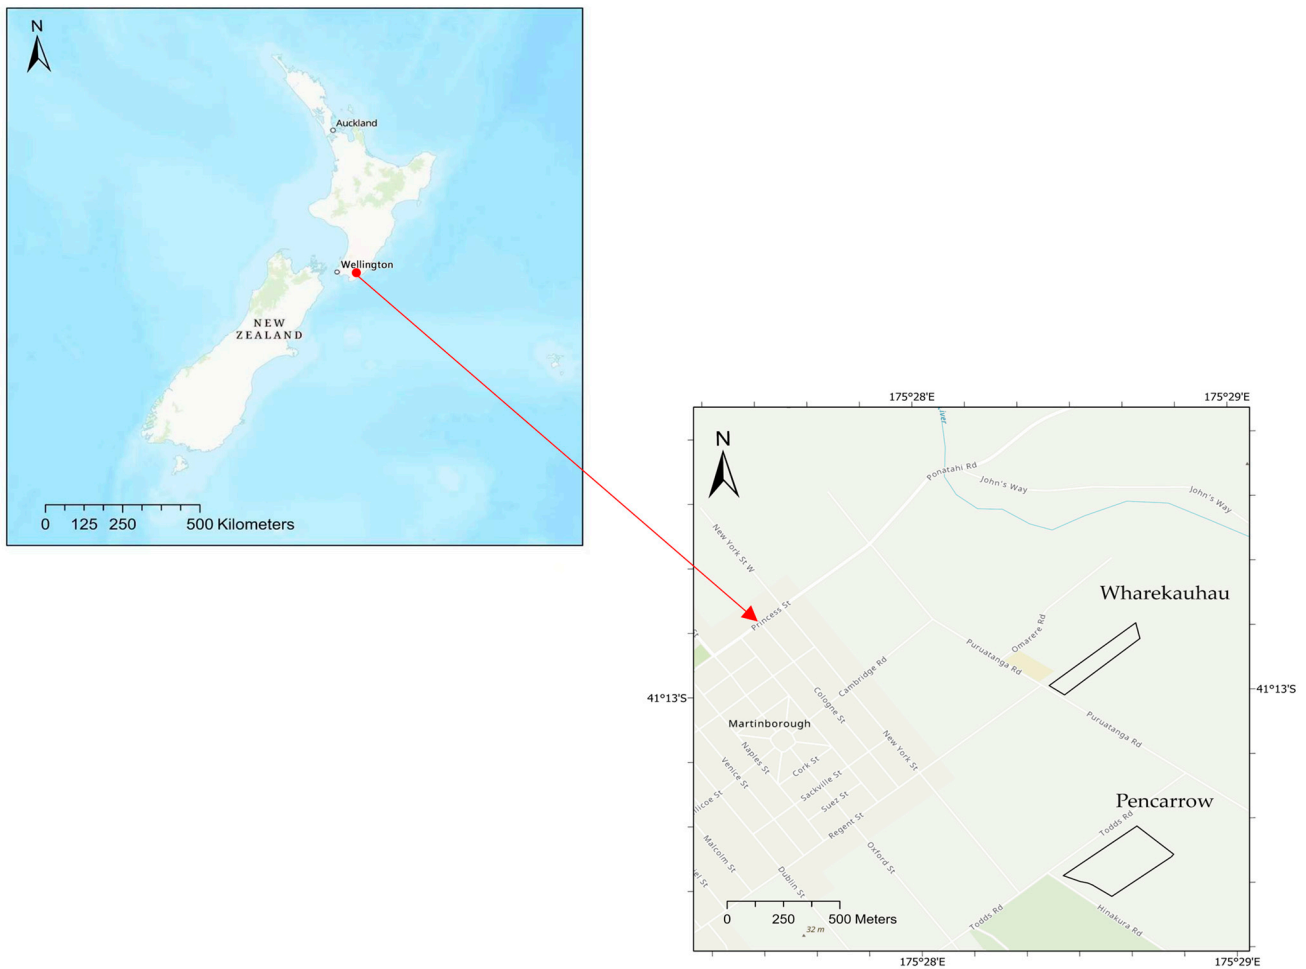 N
Auckland
Wellington
NEW
ZEALAND
0 125 250 500 Kilometers
175°28'E 175°29'E
N
River
Ponatahi Rd
John's Way
John's Way
New York St W
Princess St
Wharekauhau
Omarere Rd
Puruatanga Rd
Cambridge Rd
41°13'S
41°13'S
Cologne St
Martinborough
Puruatanga Rd
New York St
Naples St
Cork St
Venice St
Sackville St
Suez St
Pencarrow
Todds Rd
Regent St
Malcolm St
Oxford St
Dublin St
Todds Rd
Hinakura Rd
0 250 500 Meters
32 m
175°28'E 175°29'E